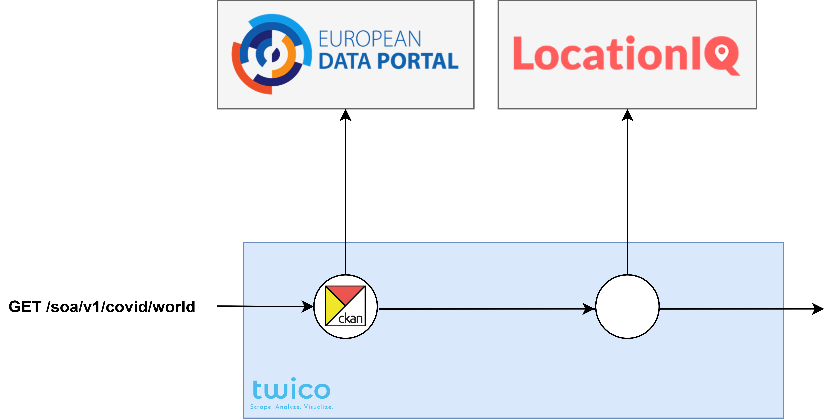 EUROPEAN
DATA PORTAL
LocationIQ
GET /soa/v1/covid/world
ckan
twico
Scrape. Analyze. Visualize.